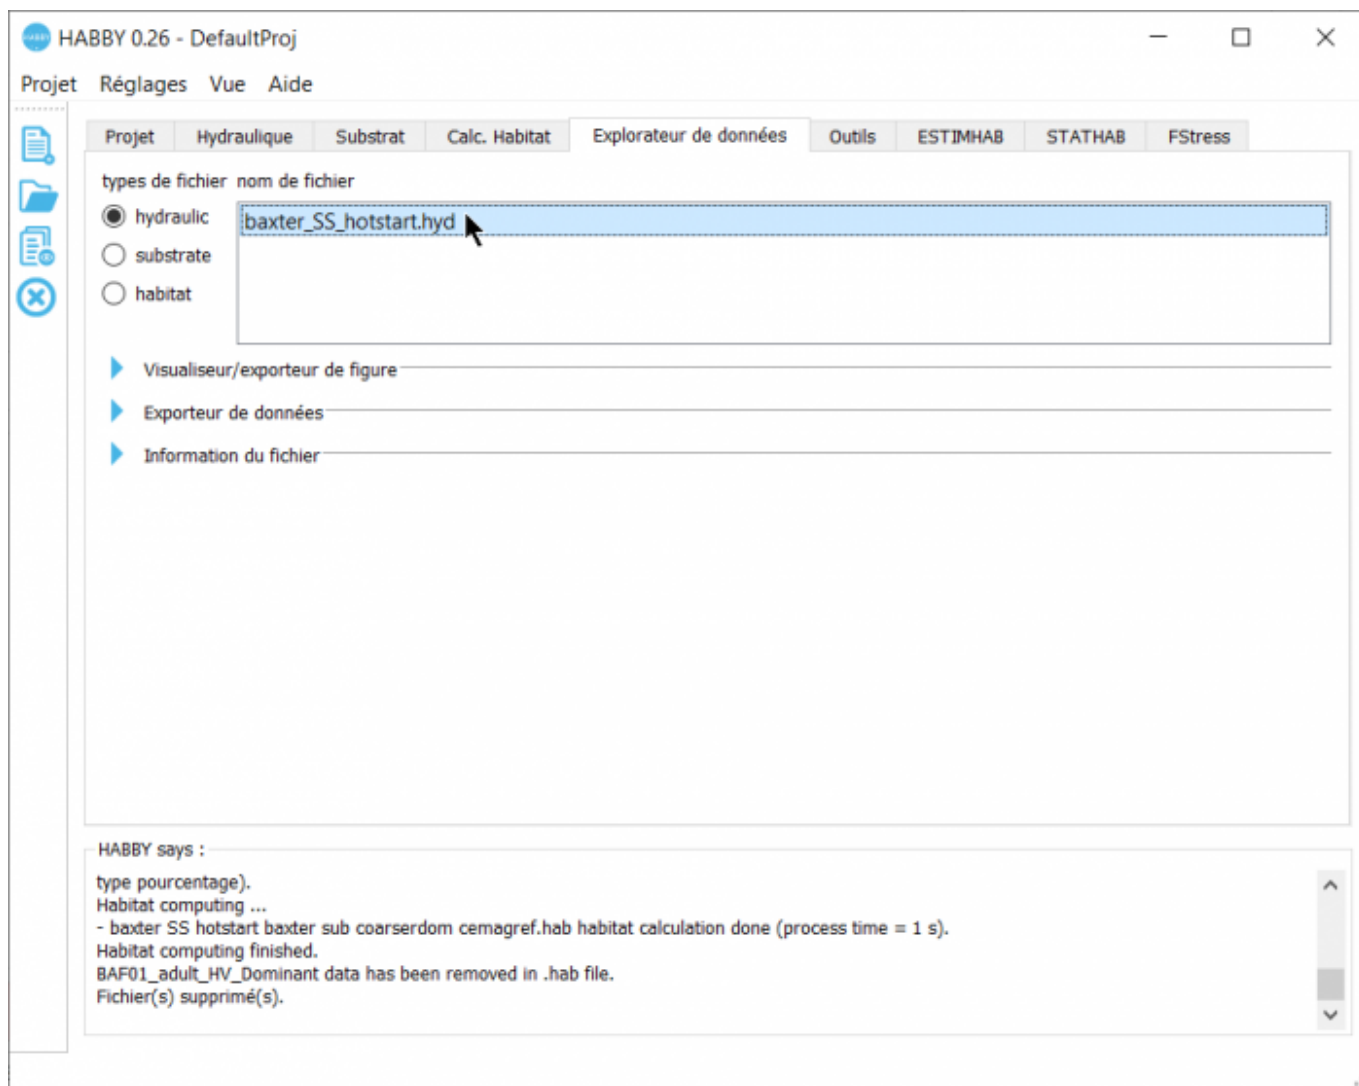 HABBY 0.26 - DefaultProj
Projet Réglages Vue Aide
Projet Hydraulique Substrat Calc. Habitat Explorateur de données Outils ESTIMHAB STATHAB FStress
types de fichier nom de fichier
hydraulic baxter_SS_hotstart.hyd
substrate
habitat
Visualiseur/exporteur de figure
Exporteur de données
Information du fichier
HABBY says :
type pourcentage).
Habitat computing ...
- baxter SS hotstart baxter sub coarserdom cemagref.hab habitat calculation done (process time = 1 s).
Habitat computing finished.
BAF01_adult_HV_Dominant data has been removed in .hab file.
Fichier(s) supprimé(s).